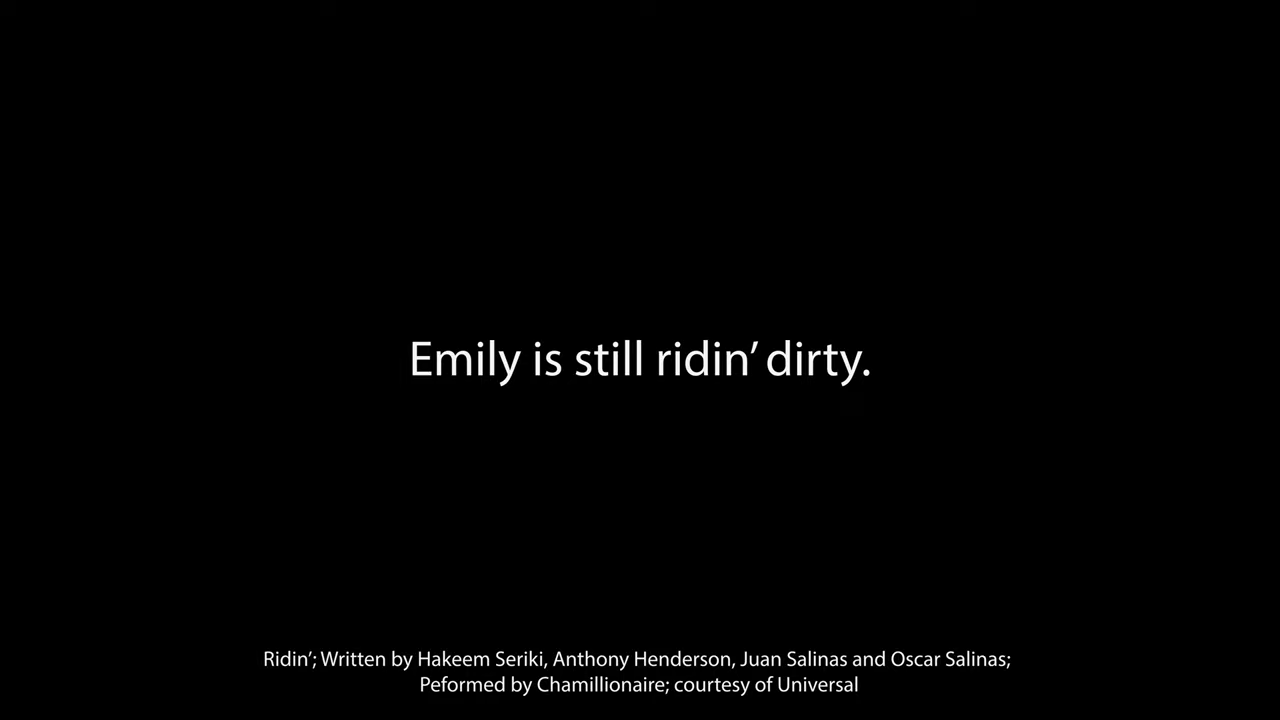 Emily is still ridin’ dirty.
Ridin’; Written by Hakeem Seriki, Anthony Henderson, Juan Salinas and Oscar Salinas;
Peformed by Chamillionaire; courtesy of Universal